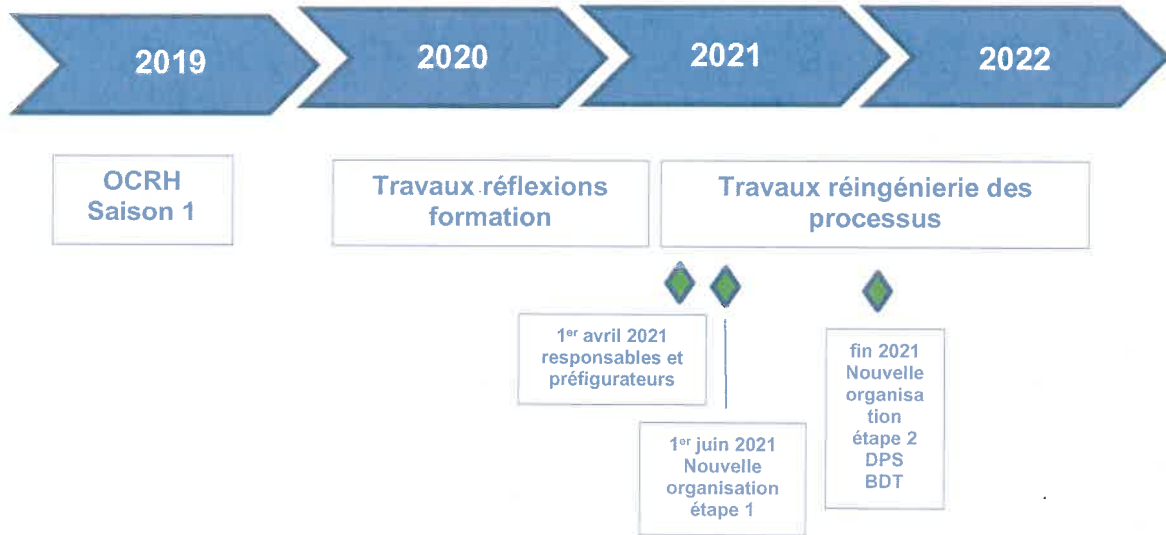 2019
2020
2021
2022
OCRH
Saison 1
Travaux réflexions
formation
Travaux réingénierie des
processus
1er avril 2021
responsables et
préfigurateurs
1er juin 2021
Nouvelle
organisation
étape 1
fin 2021
Nouvelle
organisa
tion
étape 2
DPS
BDT